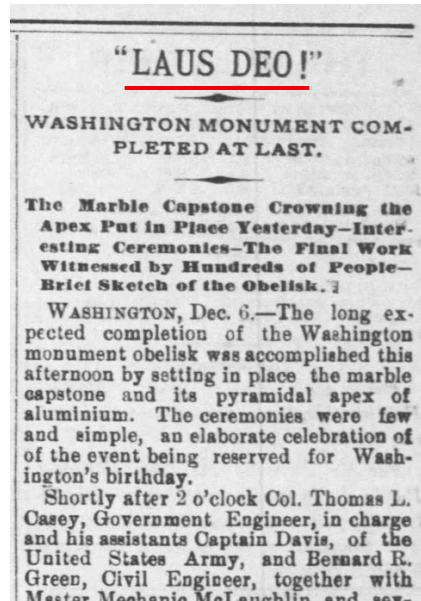 "LAUS DEO!"
WASHINGTON MONUMENT COM-
PLETED AT LAST.
The Marble Capstone Crowning the
Apex Put in Place Yesterday—Inter-
esting Ceremonies—The Final Work
Witnessed by Hundreds of People—
Brief Sketch of the Obelisk.
WASHINGTON, Dec. 6.—The long ex-
pected completion of the Washington
monument obelisk was accomplished this
afternoon by setting in place the marble
capstone and its pyramidal apex of
aluminium. The ceremonies were few
and simple, an elaborate celebration of
of the event being reserved for Wash-
ington's birthday.
Shortly after 2 o'clock Col. Thomas L.
Casey, Government Engineer, in charge
and his assistants Captain Davis, of the
United States Army, and Bernard R.
Green, Civil Engineer, together with
Master Mechanic McLaughlin and sev-